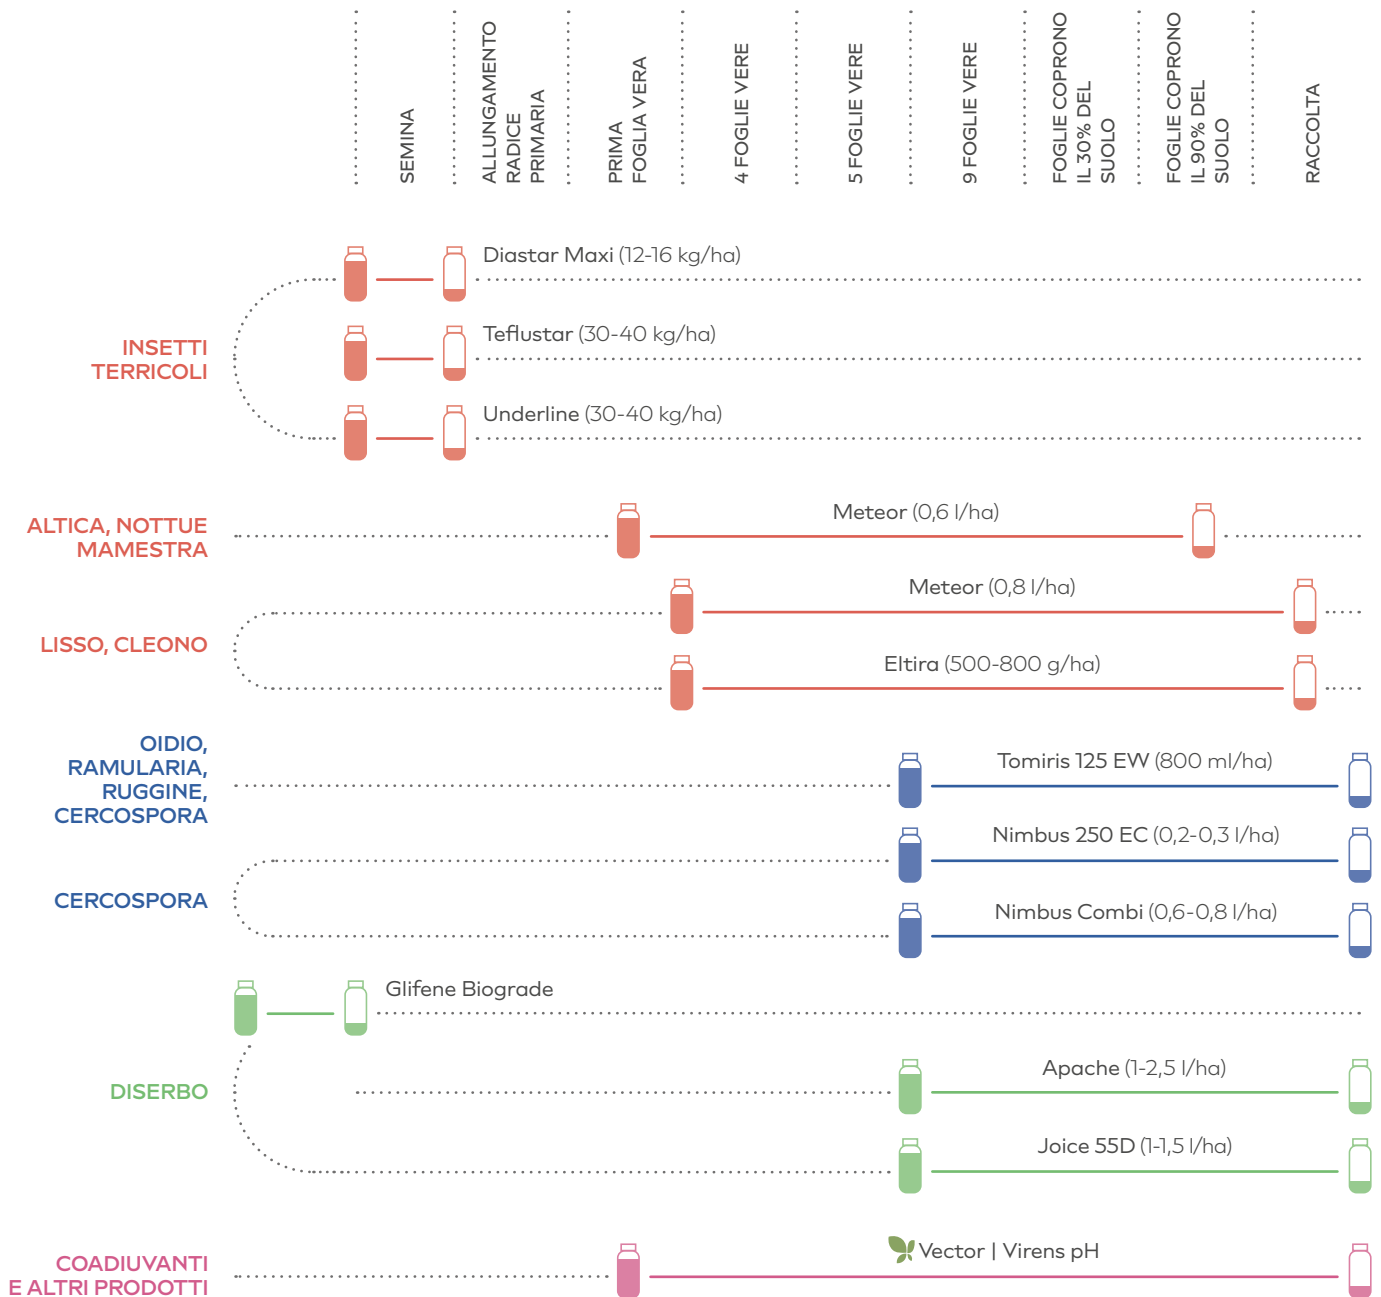 SEMINA
ALLUNGAMENTO
RADICE
PRIMARIA
PRIMA
FOGLIA VERA
4 FOGLIE VERE
5 FOGLIE VERE
9 FOGLIE VERE
FOGLIE COPRONO
IL 30% DEL
SUOLO
FOGLIE COPRONO
IL 90% DEL
SUOLO
RACCOLTA
INSETTI
TERRICOLI
Diastar Maxi (12-16 kg/ha)
Teflustar (30-40 kg/ha)
Underline (30-40 kg/ha)
ALTICA, NOTTUE
MAMESTRA
Meteor (0,6 l/ha)
LISSO, CLEONO
Meteor (0,8 l/ha)
Eltira (500-800 g/ha)
OIDIO,
RAMULARIA,
RUGGINE,
CERCOSPORA
Tomiris 125 EW (800 ml/ha)
CERCOSPORA
Nimbus 250 EC (0,2-0,3 l/ha)
Nimbus Combi (0,6-0,8 l/ha)
DISERBO
Glifene Biograde
Apache (1-2,5 l/ha)
Joice 55D (1-1,5 l/ha)
COADIUVANTI
E ALTRI PRODOTTI
Vector | Virens pH